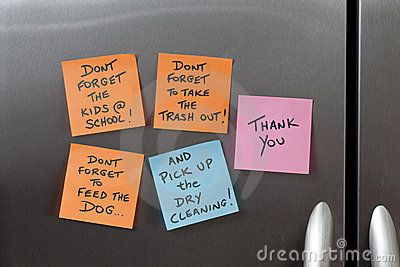 DONT
FORGET
THE
KIDS @
SCHOOL!
DONT
FORGET
TO TAKE
THE
TRASH OUT!
THANK
YOU
DONT
FORGET
TO
FEED THE
DOG...
AND
PICK UP
the
DRY
CLEANING!
dreamstime.com